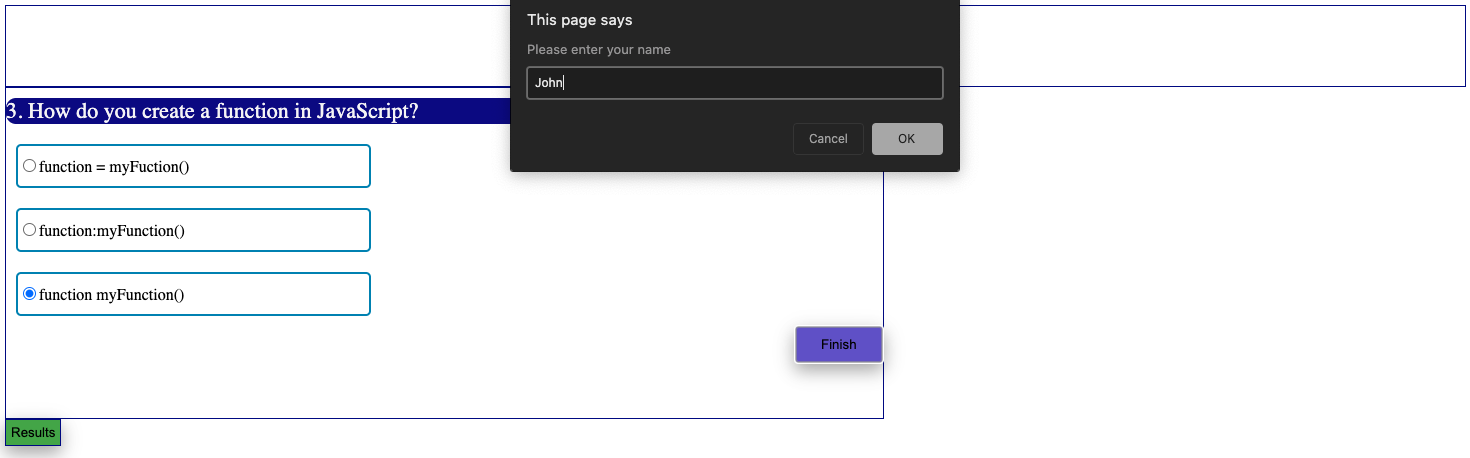 This page says
Please enter your name
John
Cancel
OK
3. How do you create a function in JavaScript?
function = myFuction()
function:myFunction()
function myFunction()
Finish
Results